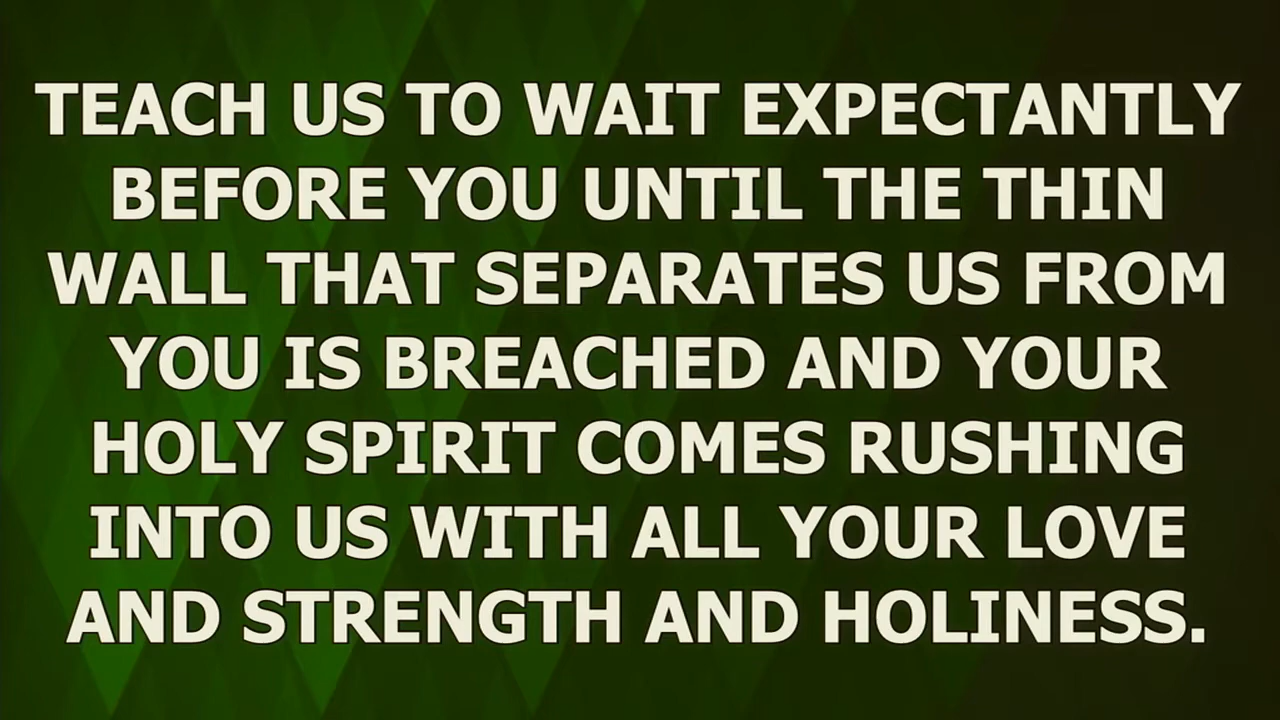 TEACH US TO WAIT EXPECTANTLY
BEFORE YOU UNTIL THE THIN
WALL THAT SEPARATES US FROM
YOU IS BREACHED AND YOUR
HOLY SPIRIT COMES RUSHING
INTO US WITH ALL YOUR LOVE
AND STRENGTH AND HOLINESS.